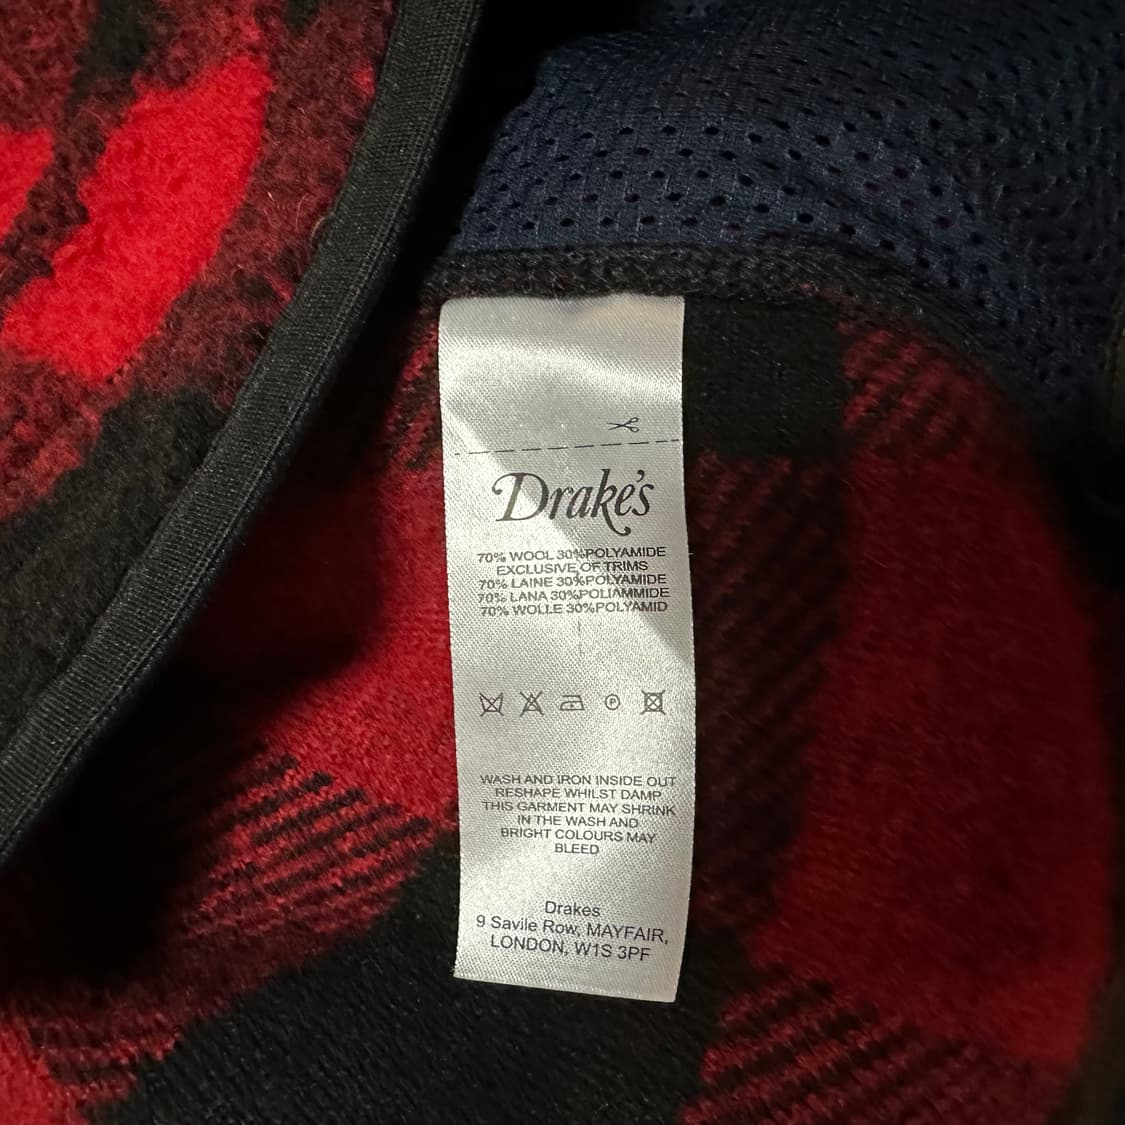 Drake's
70% WOOL 30%POLYAMIDE
EXCLUSIVE OF TRIMS
70% LAINE 30%POLYAMIDE
70% LANA 30%POLIAMMIDE
70% WOLLE 30%POLYAMID
P
WASH AND IRON INSIDE OUT
RESHAPE WHILST DAMP
THIS GARMENT MAY SHRINK
IN THE WASH AND
BRIGHT COLOURS MAY
BLEED
Drakes
9 Savile Row, MAYFAIR,
LONDON, W1S 3PF